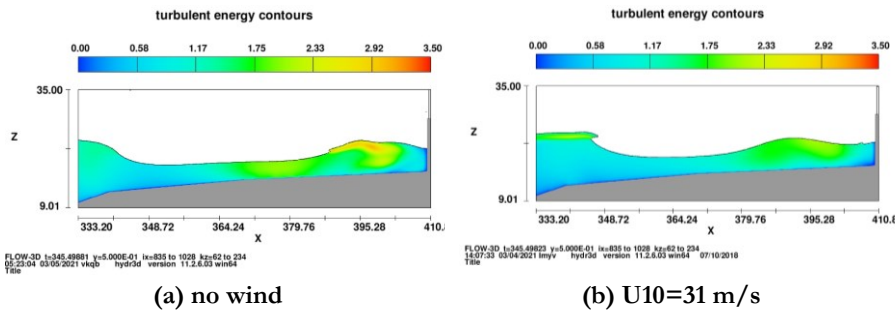 turbulent energy contours
0.00 0.58 1.17 1.75 2.33 2.92 3.50
35.00
Z
9.01
333.20 348.72 364.24 379.76 395.28 410.8
X
FLOW-3D t=345.49881 y=5.000E-01 ix=835 to 1028 kz=62 to 234
05:23:04 03/05/2021 vkqb hydr3d version 11.2.6.03 win64
Title
(a) no wind
turbulent energy contours
0.00 0.58 1.17 1.75 2.33 2.92 3.50
35.00
Z
9.01
333.20 348.72 364.24 379.76 395.28 410.8
X
FLOW-3D t=345.49823 y=5.000E-01 ix=835 to 1028 kz=62 to 234
14:07:33 03/04/2021 lmyv hydr3d version 11.2.6.03 win64 07/10/2018
Title
(b) U10=31 m/s